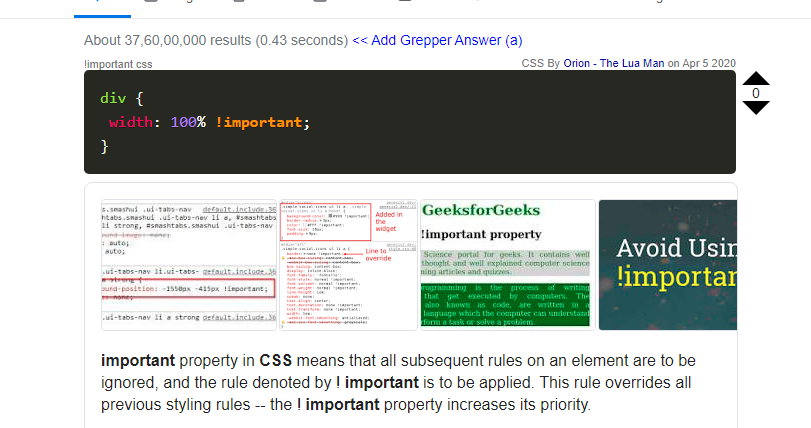 About 37,60,00,000 results (0.43 seconds) << Add Grepper Answer (a)
!important css
CSS By Orion - The Lua Man on Apr 5 2020
div {
width: 100% !important;
}
0
s.smashui .ui-tabs-nav default.include.36
htabs.smashui .ui-tabs-nav li a, #smashtabs
li strong, #smashtabs.smashui .ui-tabs-nav
: auto;
auto;
.ui-tabs-nav li.ui-tabs- default.include.36
ound-position: -1550px -415px !important;
.ui-tabs-nav li a strong default.include.36
Added in
the
widget
Line to
override
GeeksforGeeks
!important property
Science portal for geeks. It contains well
thought and well explained computer science
ning articles and quizzes.
rogramming is the process of writing
that get executed by computers. The
also known as code, are written in a
language which the computer can understand
form a task or solve a problem.
Avoid Usin
!importan
important property in CSS means that all subsequent rules on an element are to be
ignored, and the rule denoted by ! important is to be applied. This rule overrides all
previous styling rules -- the ! important property increases its priority.